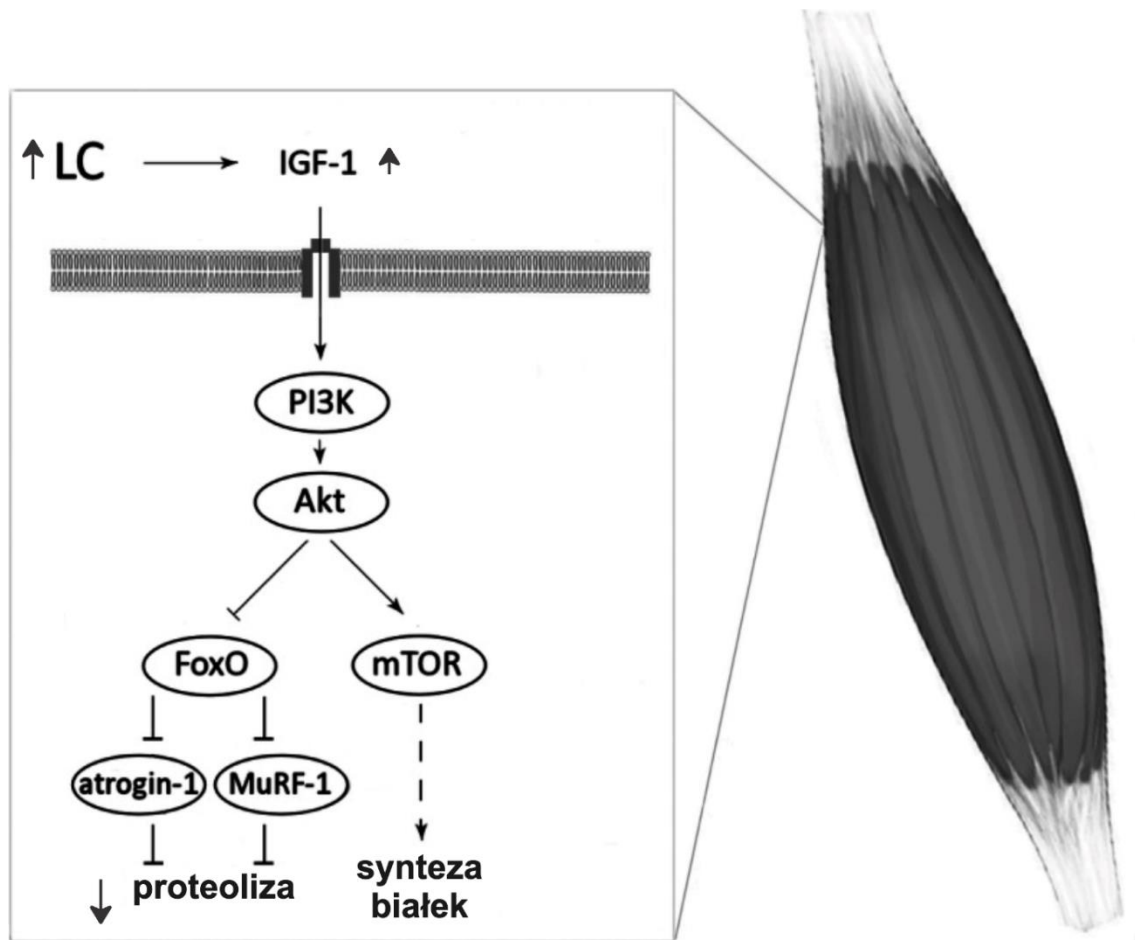 ↑ LC → IGF-1 ↑
PI3K
Akt
FoxO
mTOR
atrogin-1
MuRF-1
↓ proteoliza
synteza
białek